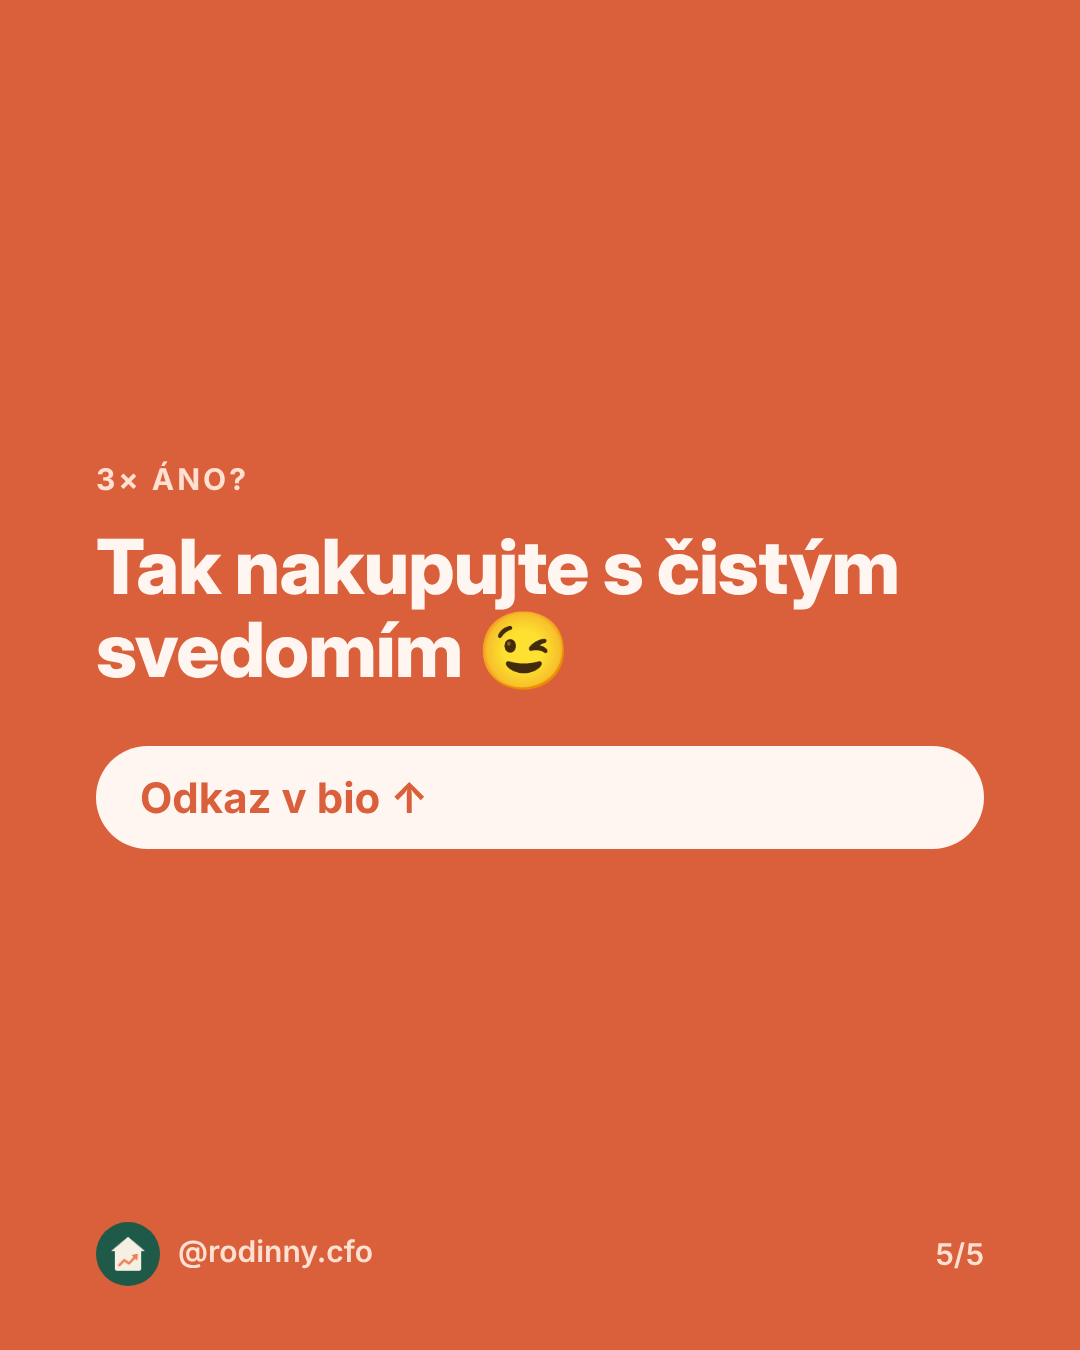 3× ÁNO?
Tak nakupujte s čistým
svedomím 😉
Odkaz v bio ↑
@rodinny.cfo
5/5